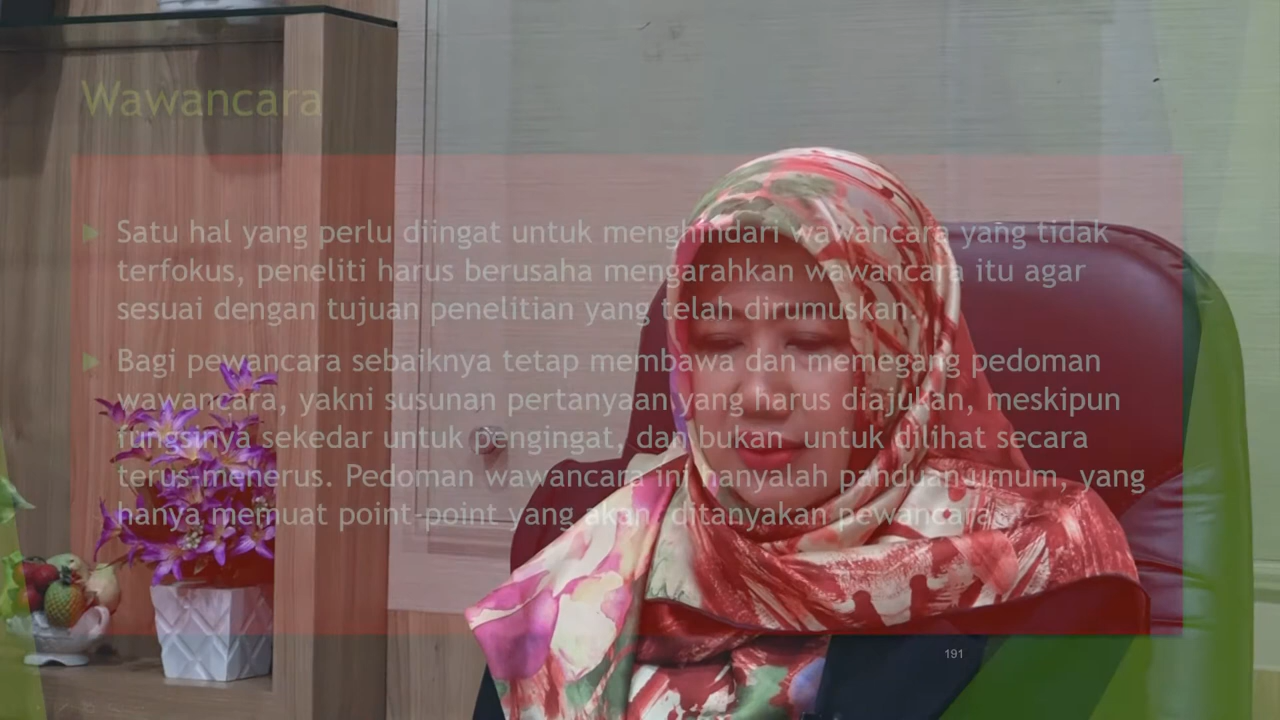 Wawancara
Satu hal yang perlu diingat untuk menghindari wawancara yang tidak
terfokus, peneliti harus berusaha mengarahkan wawancara itu agar
sesuai dengan tujuan penelitian yang telah dirumuskan.
Bagi pewancara sebaiknya tetap membawa dan memegang pedoman
wawancara, yakni susunan pertanyaan yang harus diajukan, meskipun
fungsinya sekedar untuk pengingat, dan bukan untuk dilihat secara
terus-menerus. Pedoman wawancara ini hanyalah panduan umum, yang
hanya memuat point-point yang akan ditanyakan pewancara.
191